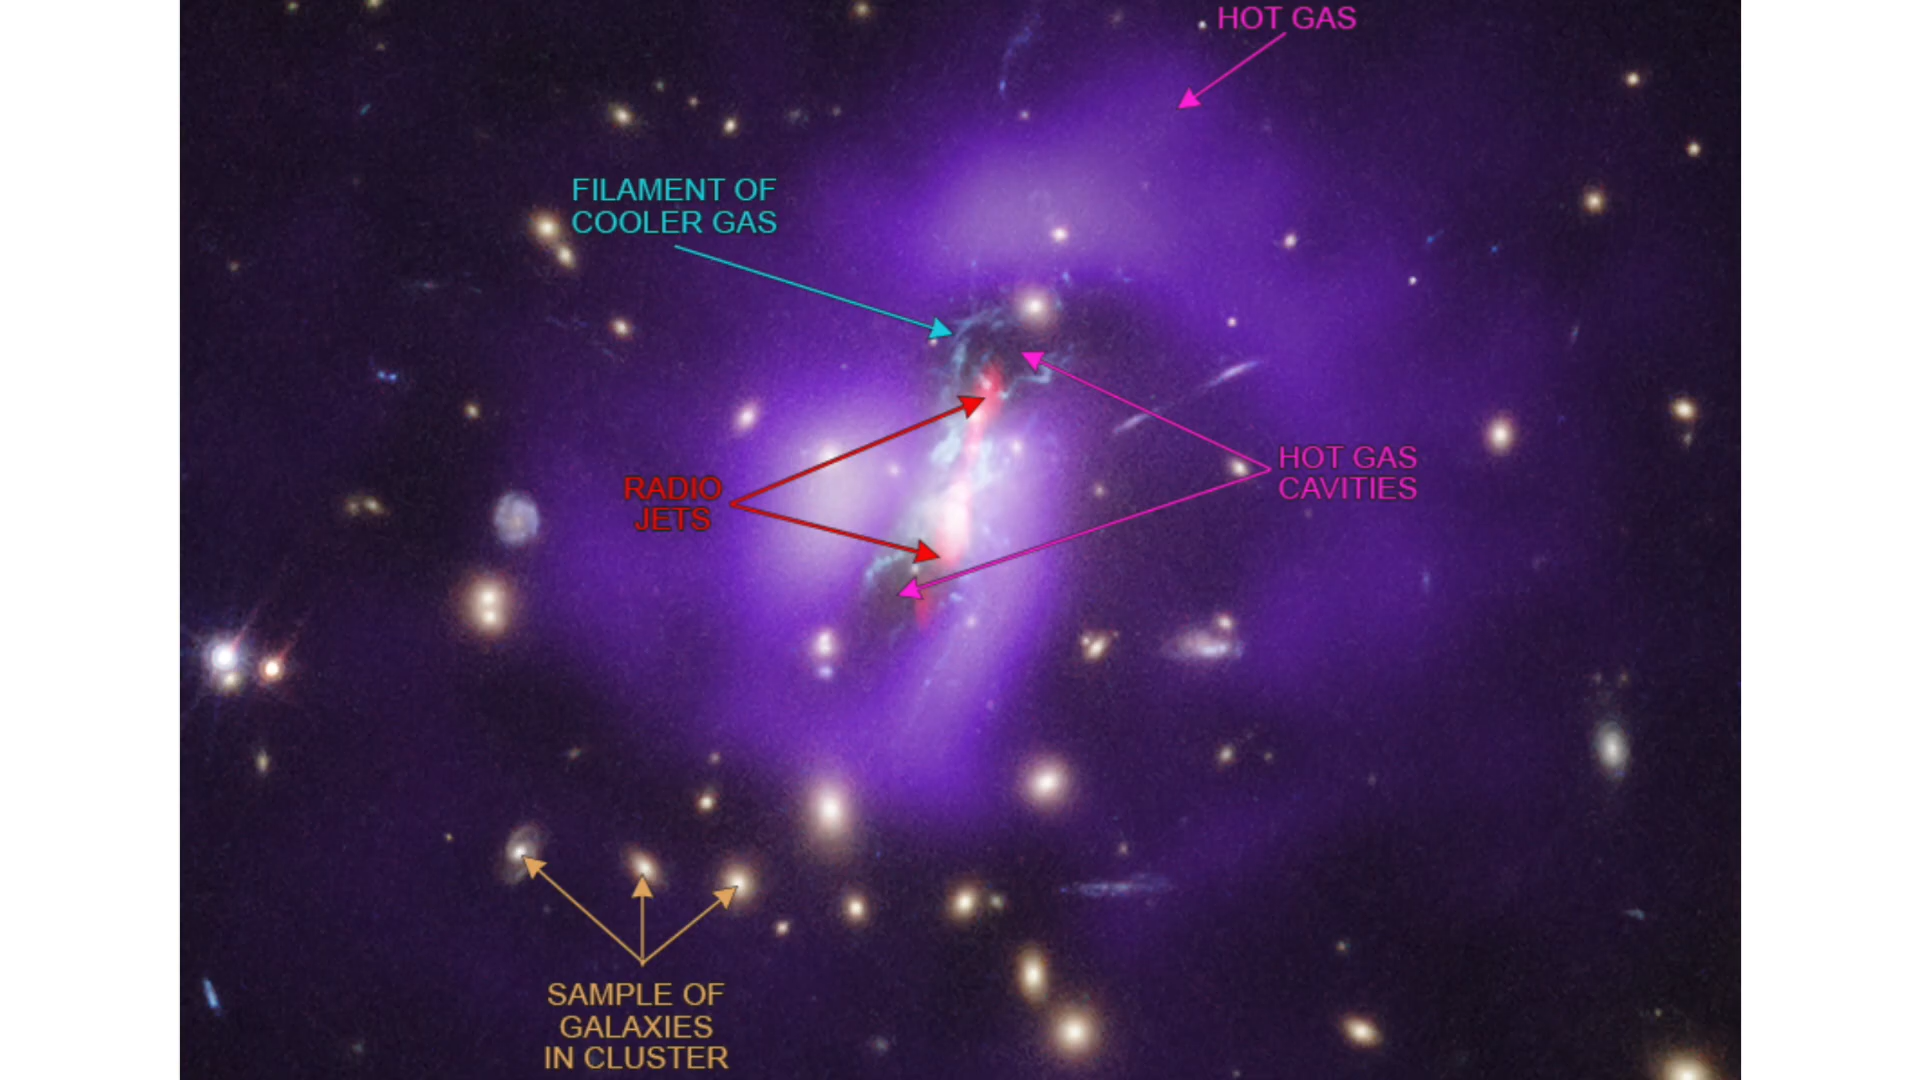 HOT GAS
FILAMENT OF
COOLER GAS
HOT GAS
CAVITIES
RADIO
JETS
SAMPLE OF
GALAXIES
IN CLUSTER